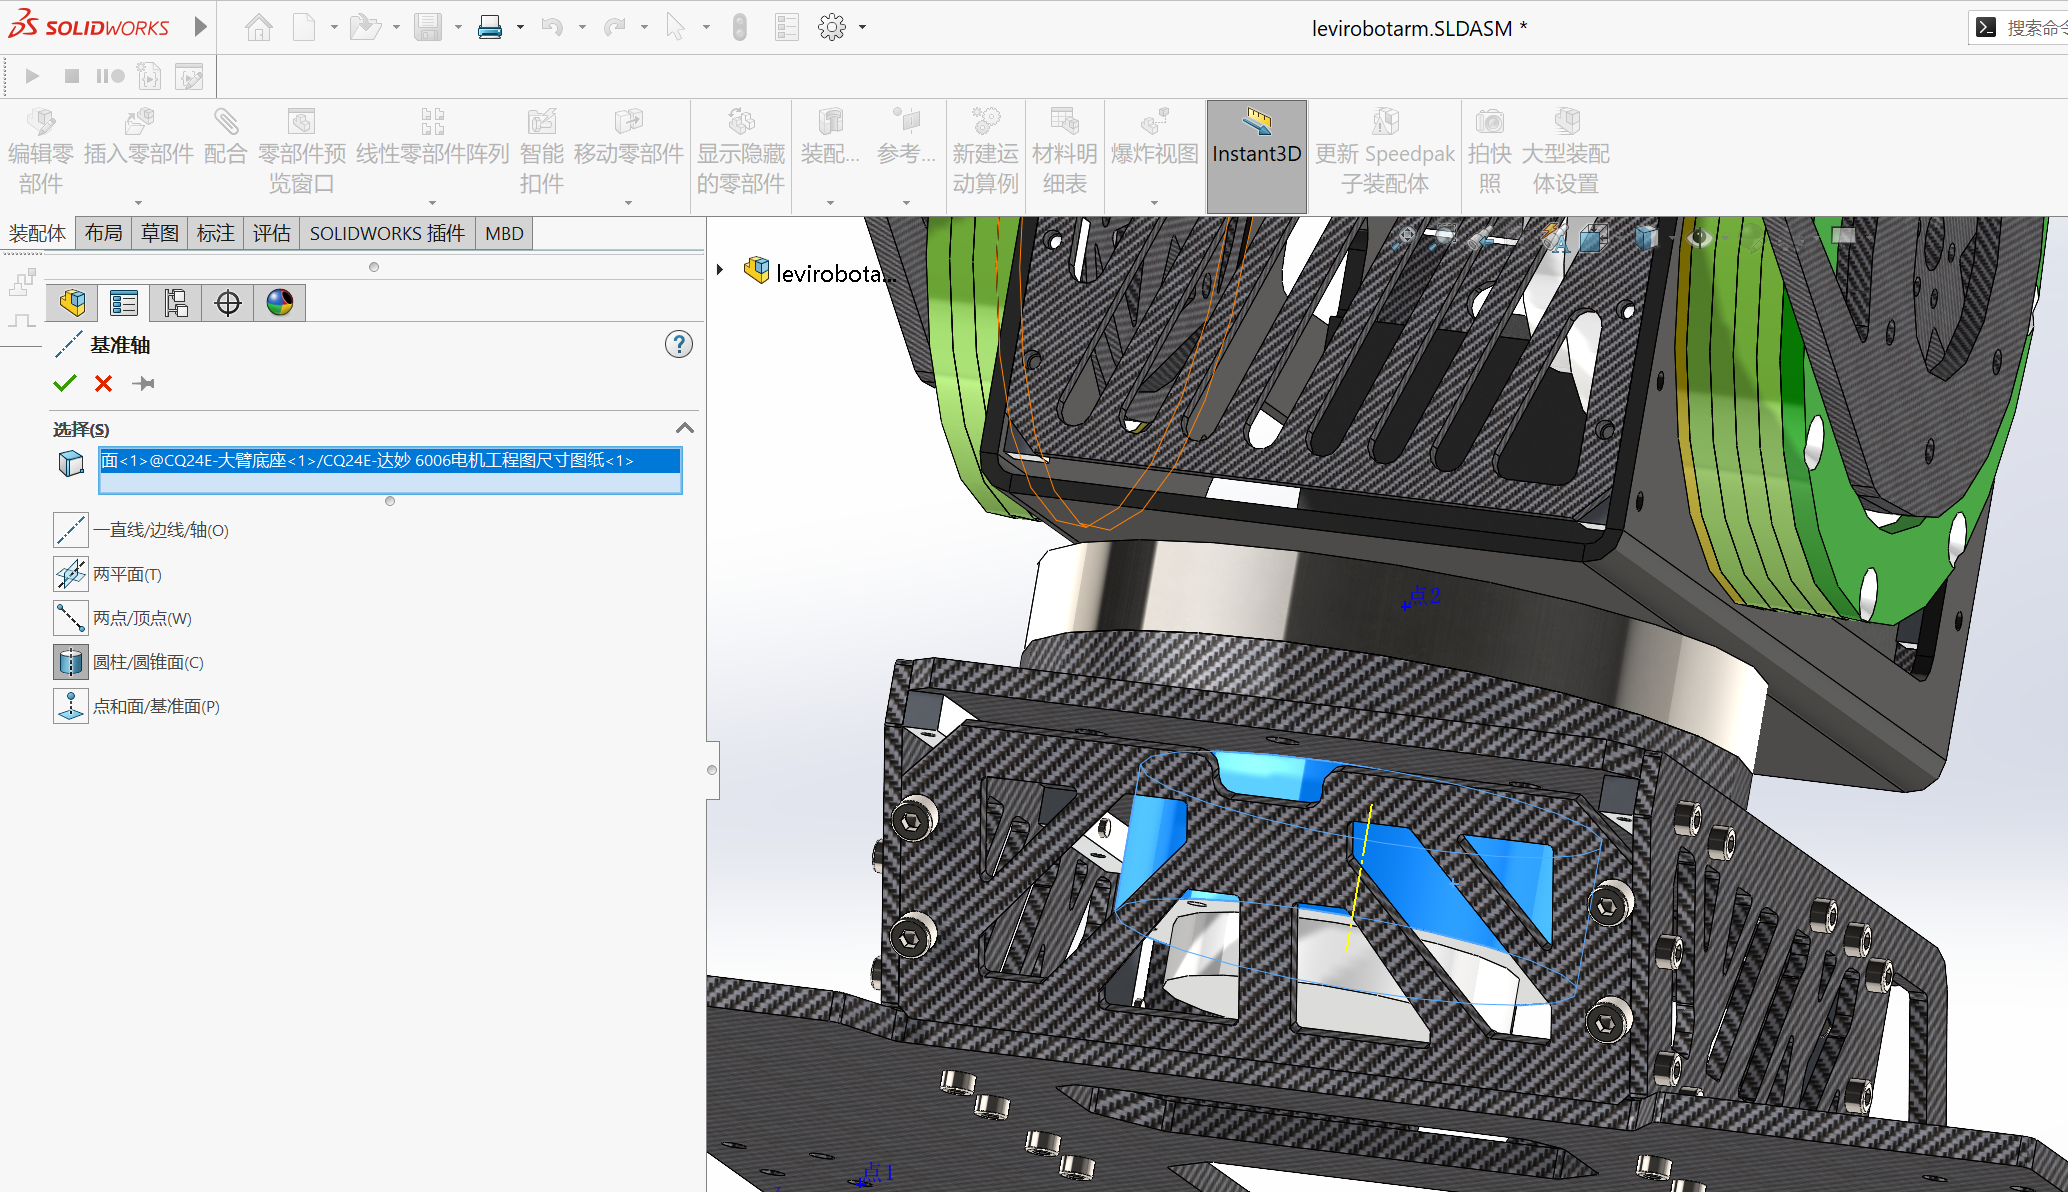 SOLIDWORKS
levirobotarm.SLDASM *
搜索命令
编辑零部件
插入零部件
配合
零部件预览窗口
线性零部件阵列
智能扣件
移动零部件
显示隐藏的零部件
装配...
参考...
新建运动算例
材料明细表
爆炸视图
Instant3D
更新 Speedpak 子装配体
拍快照
大型装配体设置
装配体
布局
草图
标注
评估
SOLIDWORKS 插件
MBD
levirobota...
基准轴
选择(S)
面<1>@CQ24E-大臂底座<1>/CQ24E-达妙 6006电机工程图尺寸图纸<1>
一直线/边线/轴(O)
两平面(T)
两点/顶点(W)
圆柱/圆锥面(C)
点和面/基准面(P)
点2
点1